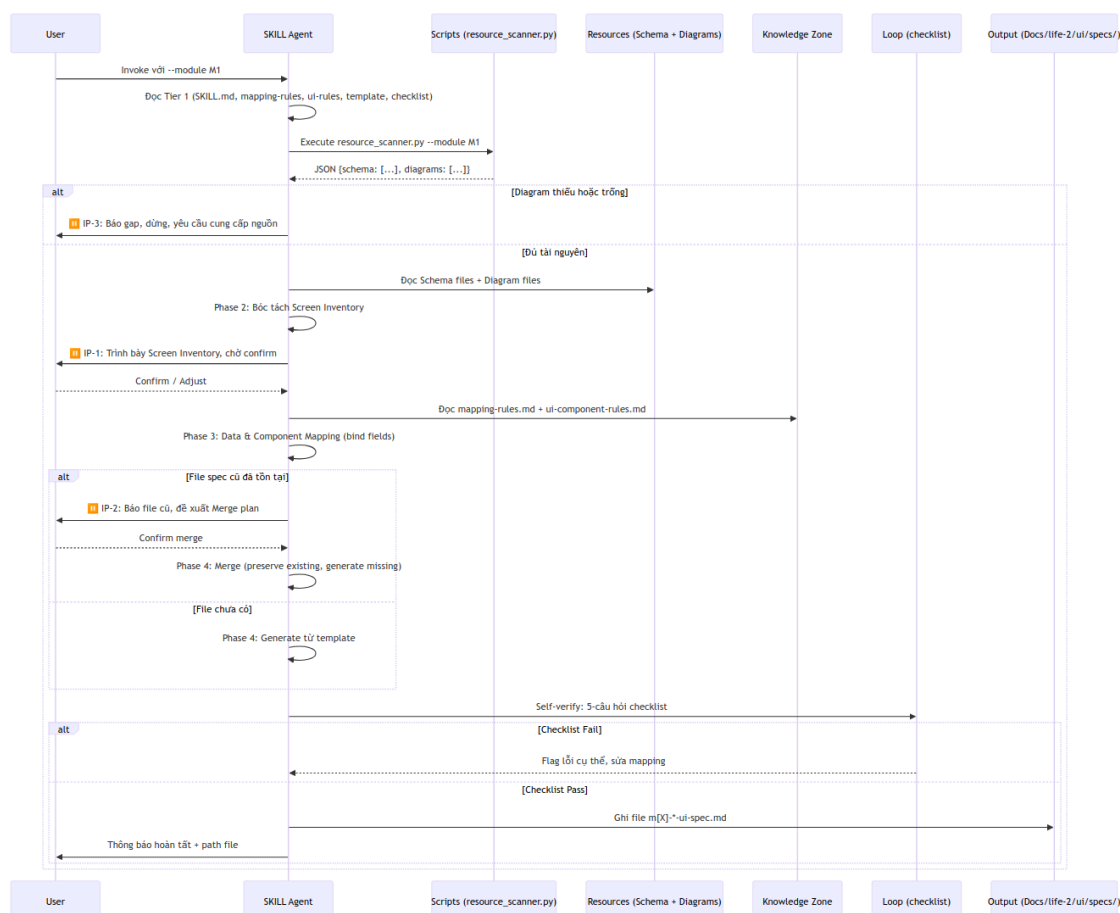 User
SKILL Agent
Scripts (resource_scanner.py)
Resources (Schema + Diagrams)
Knowledge Zone
Loop (checklist)
Output (Docs/life-2/ui/specs/)
Invoke với --module M1
Đọc Tier 1 (SKILL.md, mapping-rules, ui-rules, template, checklist)
Execute resource_scanner.py --module M1
JSON {schema: [...], diagrams: [...]}
alt
[Diagram thiếu hoặc trống]
⏸️ IP-3: Báo gap, dừng, yêu cầu cung cấp nguồn
[Đủ tài nguyên]
Đọc Schema files + Diagram files
Phase 2: Bóc tách Screen Inventory
⏸️ IP-1: Trình bày Screen Inventory, chờ confirm
Confirm / Adjust
Đọc mapping-rules.md + ui-component-rules.md
Phase 3: Data & Component Mapping (bind fields)
alt
[File spec cũ đã tồn tại]
⏸️ IP-2: Báo file cũ, đề xuất Merge plan
Confirm merge
Phase 4: Merge (preserve existing, generate missing)
[File chưa có]
Phase 4: Generate từ template
Self-verify: 5-câu hỏi checklist
alt
[Checklist Fail]
Flag lỗi cụ thể, sửa mapping
[Checklist Pass]
Ghi file m[X]-*-ui-spec.md
Thông báo hoàn tất + path file
User
SKILL Agent
Scripts (resource_scanner.py)
Resources (Schema + Diagrams)
Knowledge Zone
Loop (checklist)
Output (Docs/life-2/ui/specs/)